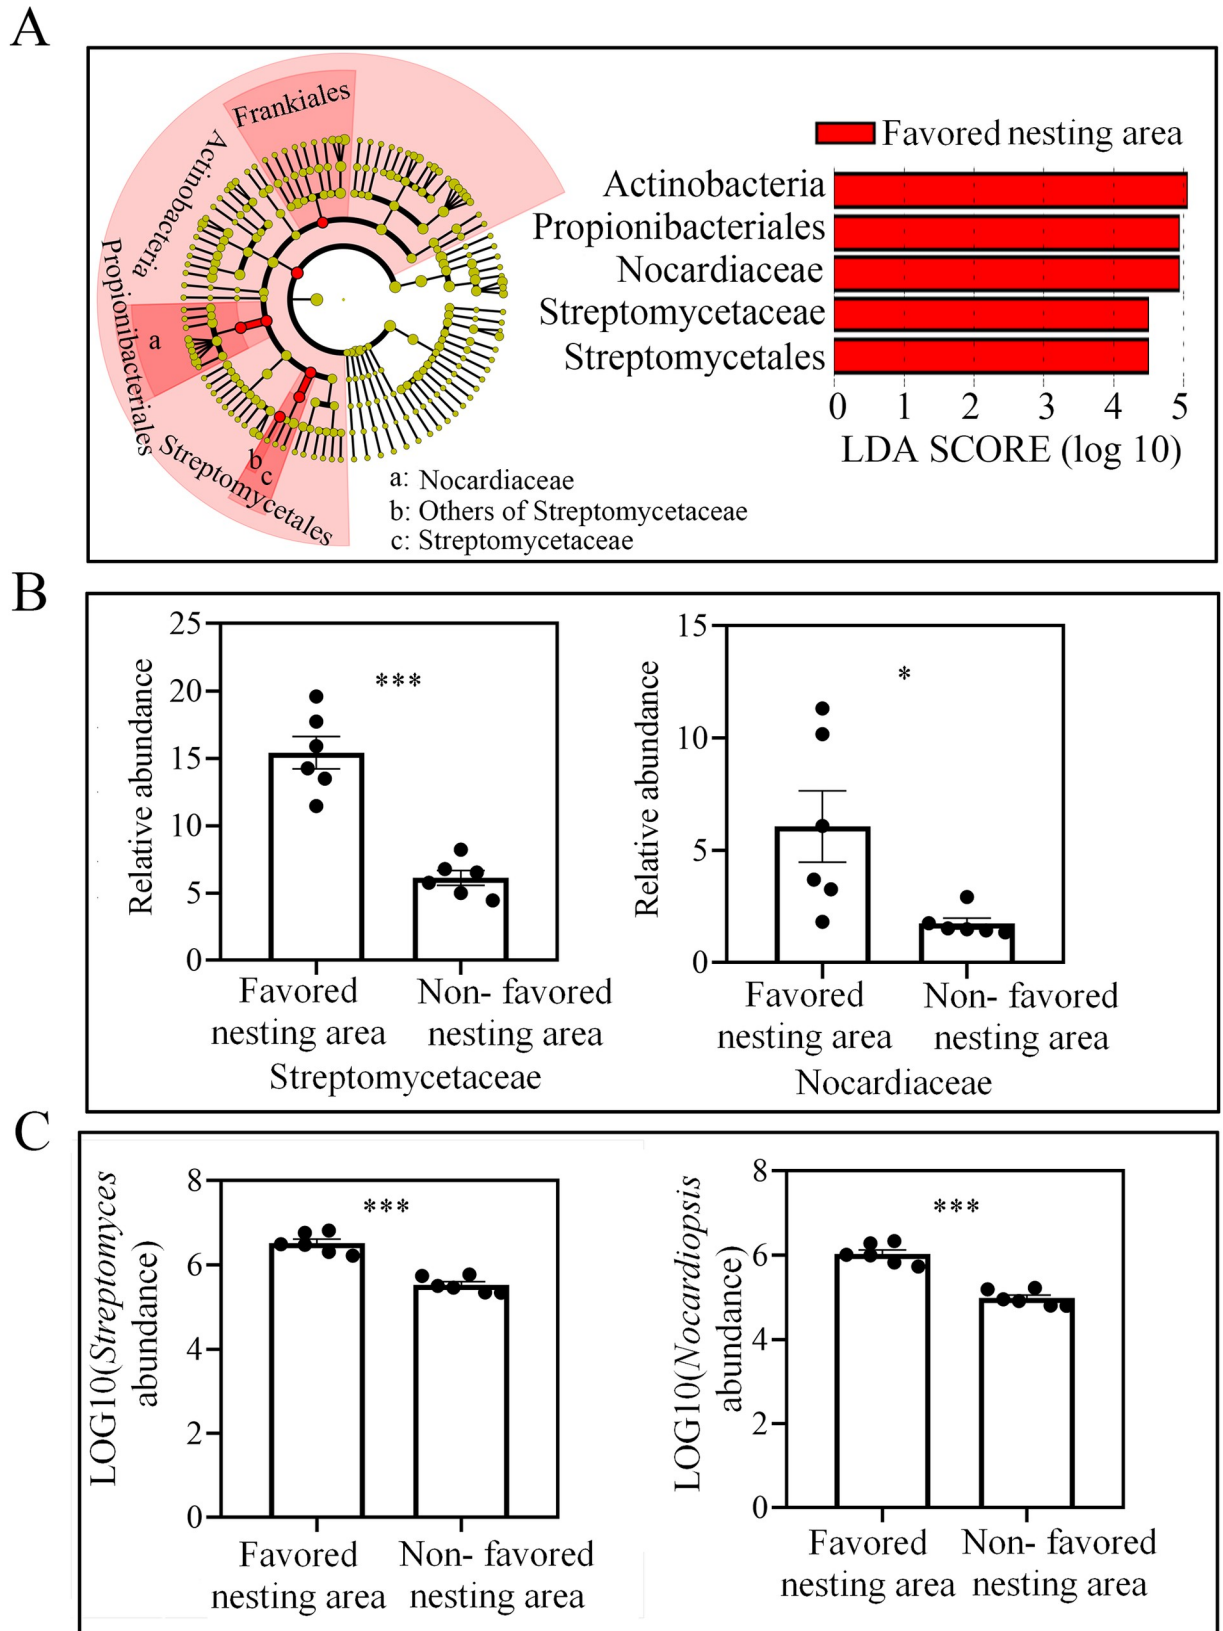 A
Frankiales
Actinobacteria
Propionibacteriales
Streptomycetales
a
b
c
a: Nocardiaceae
b: Others of Streptomycetaceae
c: Streptomycetaceae
Favored nesting area
Actinobacteria
Propionibacteriales
Nocardiaceae
Streptomycetaceae
Streptomycetales
0 1 2 3 4 5
LDA SCORE (log 10)
B
Relative abundance
25
20
15
10
5
0
***
Favored
nesting area
Non- favored
nesting area
Streptomycetaceae
Relative abundance
15
10
5
0
*
Favored
nesting area
Non- favored
nesting area
Nocardiaceae
C
LOG10(Streptomyces
abundance)
8
6
4
2
0
***
Favored
nesting area
Non- favored
nesting area
LOG10(Nocardiopsis
abundance)
8
6
4
2
0
***
Favored
nesting area
Non- favored
nesting area